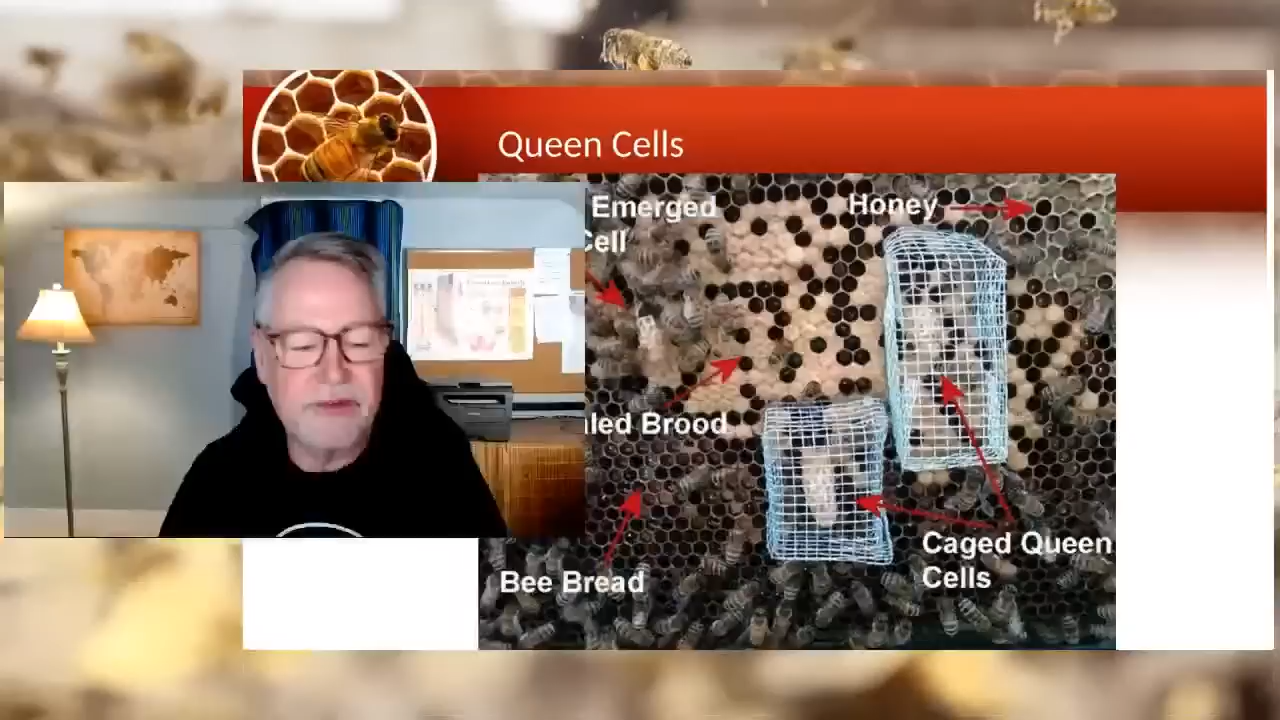 Queen Cells
Emerged
Cell
Honey
led Brood
Bee Bread
Caged Queen
Cells